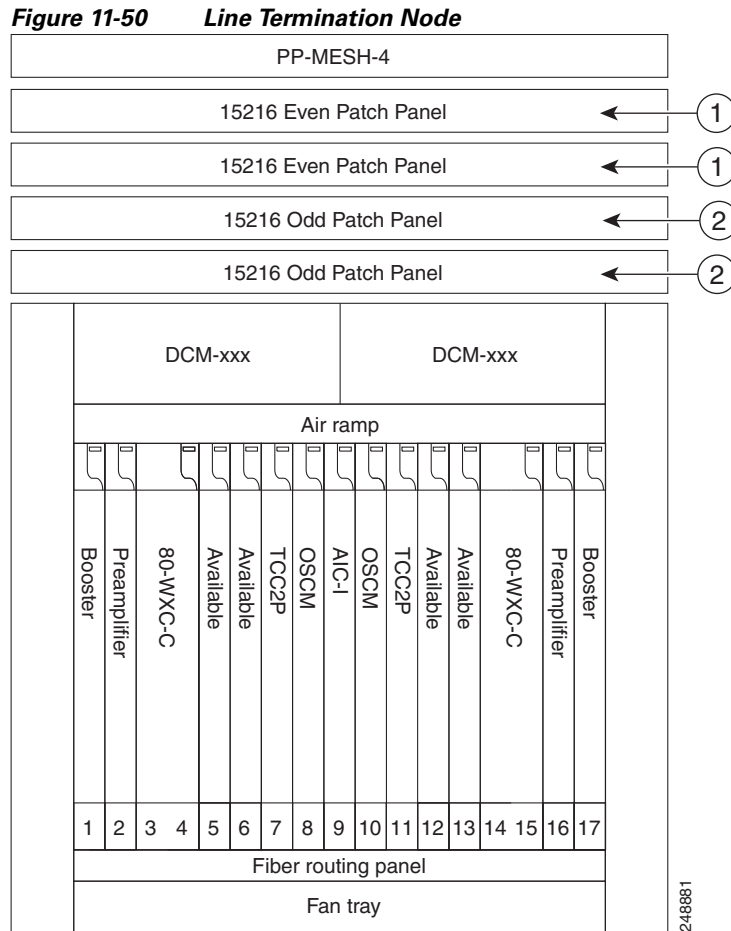 Figure 11-50 Line Termination Node
PP-MESH-4
15216 Even Patch Panel
1
15216 Even Patch Panel
1
15216 Odd Patch Panel
2
15216 Odd Patch Panel
2
DCM-xxx DCM-xxx
Air ramp
Booster
Preamplifier
80-WXC-C
Available
Available
TCC2P
OSCM
AIC-I
OSCM
TCC2P
Available
Available
80-WXC-C
Preamplifier
Booster
1 2 3 4 5 6 7 8 9 10 11 12 13 14 15 16 17
Fiber routing panel
Fan tray
248881